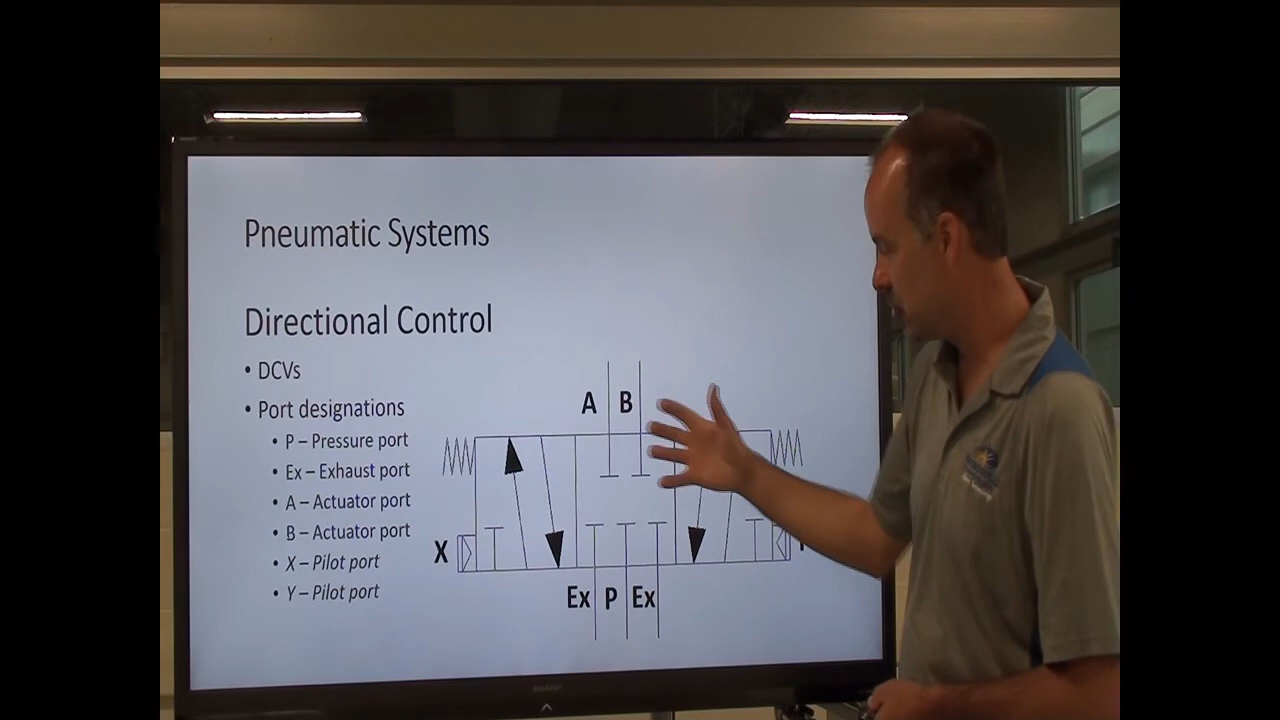 Pneumatic Systems
Directional Control
• DCVs
• Port designations
• P – Pressure port
• Ex – Exhaust port
• A – Actuator port
• B – Actuator port
• X – Pilot port
• Y – Pilot port
A B
X
Ex P Ex
SHARP